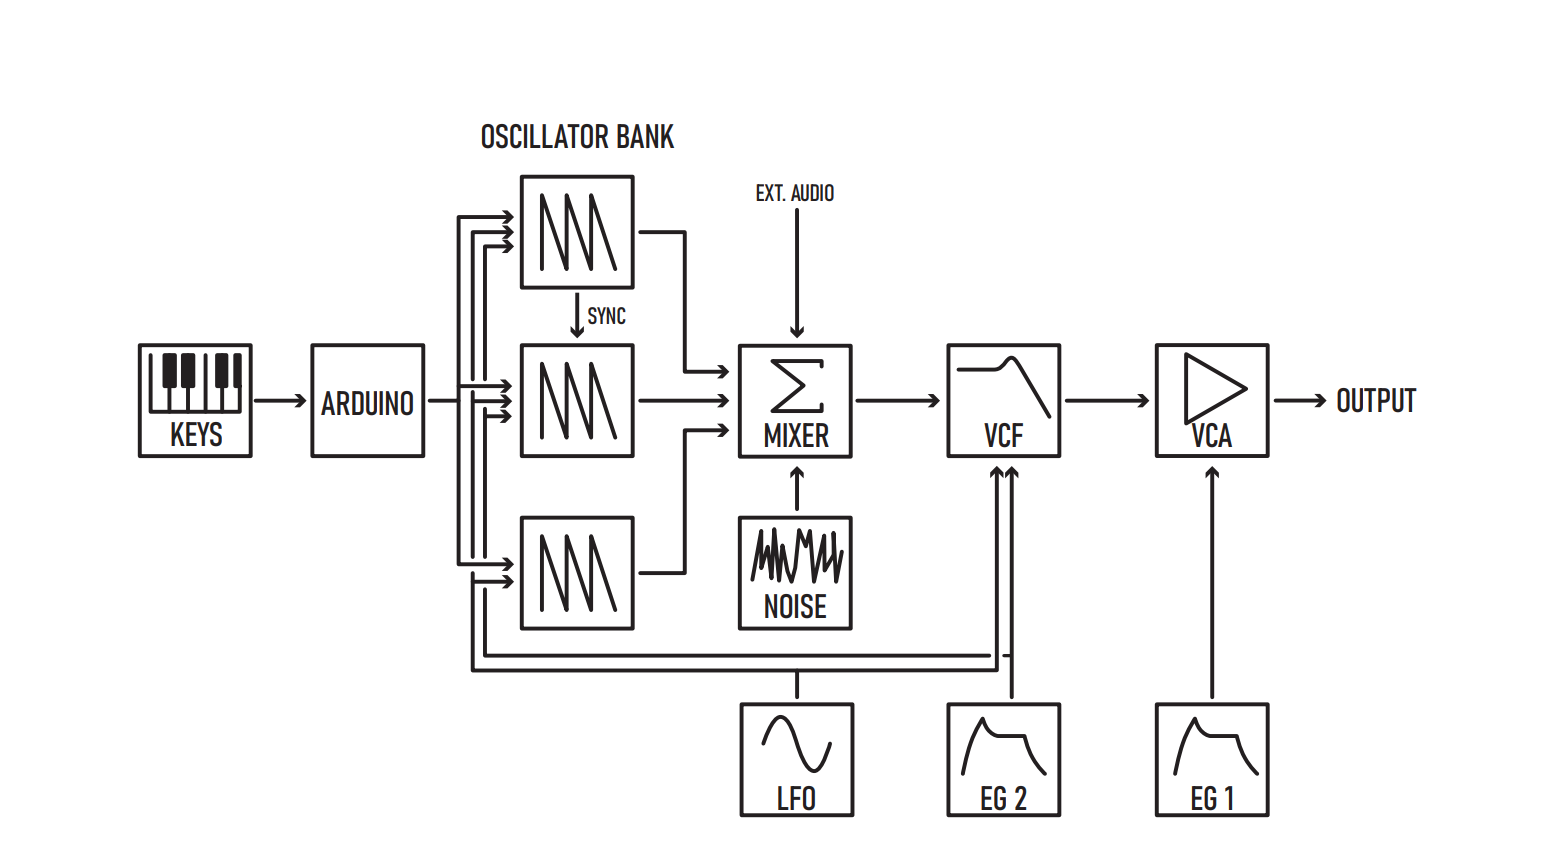 OSCILLATOR BANK
EXT. AUDIO
SYNC
KEYS
ARDUINO
MIXER
VCF
VCA
OUTPUT
NOISE
LFO
EG 2
EG 1